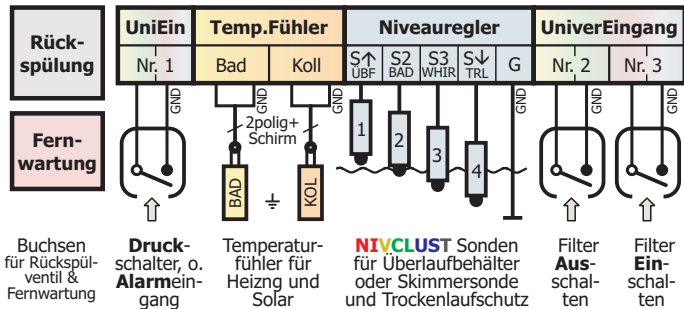 Rück-
spülung
Fern-
wartung
UniEin
Temp.Fühler
Niveauregler
UniverEingang
Nr. 1
Bad
Koll
S↑
ÜBF
S2
BAD
S3
WHIR
S↓
TRL
G
Nr. 2
Nr. 3
GND
GND
GND
GND
GND
2polig+
Schirm
BAD
KOL
1
2
3
4
Buchsen
für Rückspül-
ventil &
Fernwartung
Druck-
schalter, o.
Alarmein-
gang
Temperatur-
fühler für
Heizng und
Solar
NIVCLUST Sonden
für Überlaufbehälter
oder Skimmersonde
und Trockenlaufschutz
Filter
Aus-
schal-
ten
Filter
Ein-
schal-
ten